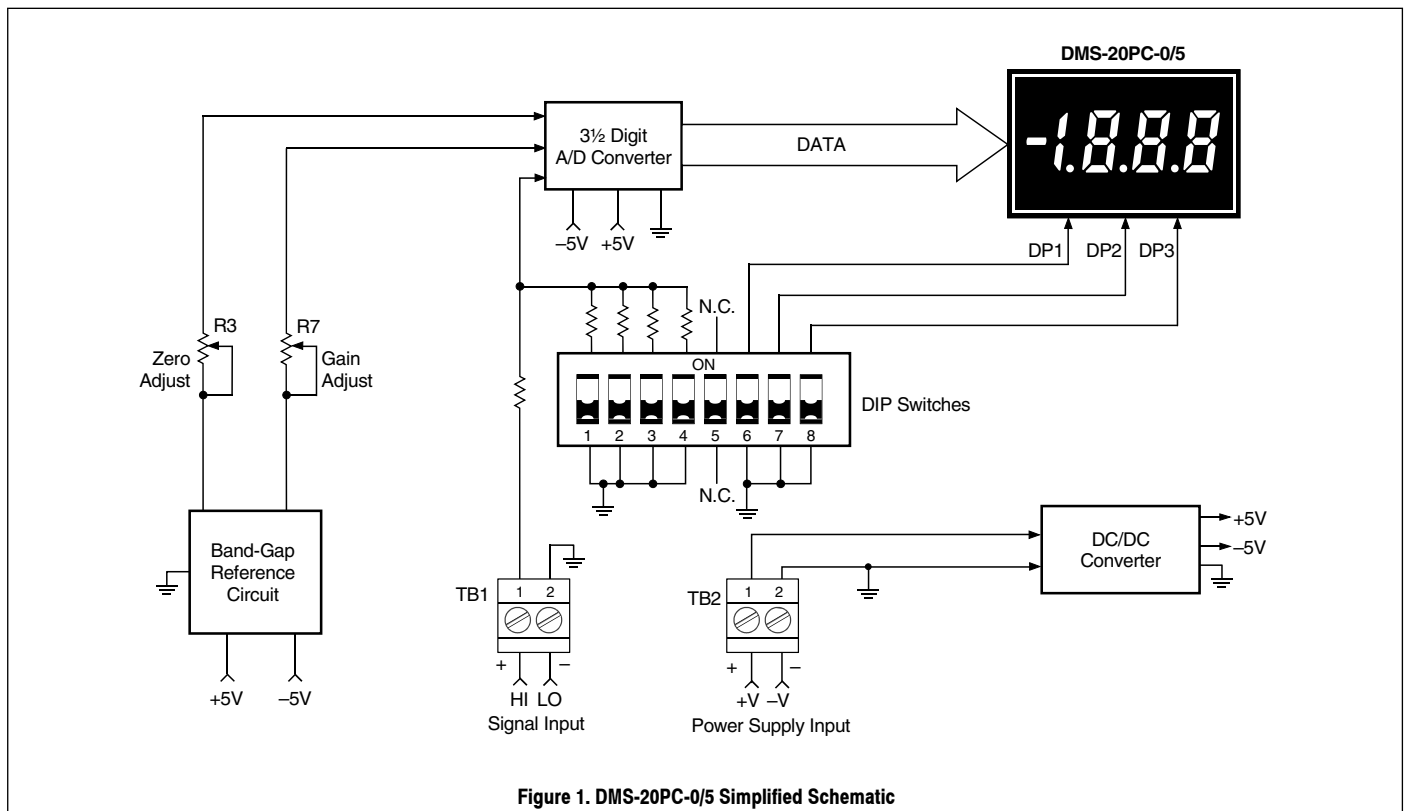 DMS-20PC-0/5
-1.8.8.8
3½ Digit
A/D Converter
DATA
–5V +5V
DP1 DP2 DP3
N.C.
R3
Zero
Adjust
R7
Gain
Adjust
ON
1 2 3 4 5 6 7 8
DIP Switches
N.C.
Band-Gap
Reference
Circuit
+5V –5V
TB1 1 2
+ –
HI LO
Signal Input
TB2 1 2
+ –
+V –V
Power Supply Input
DC/DC
Converter
+5V
–5V
Figure 1. DMS-20PC-0/5 Simplified Schematic